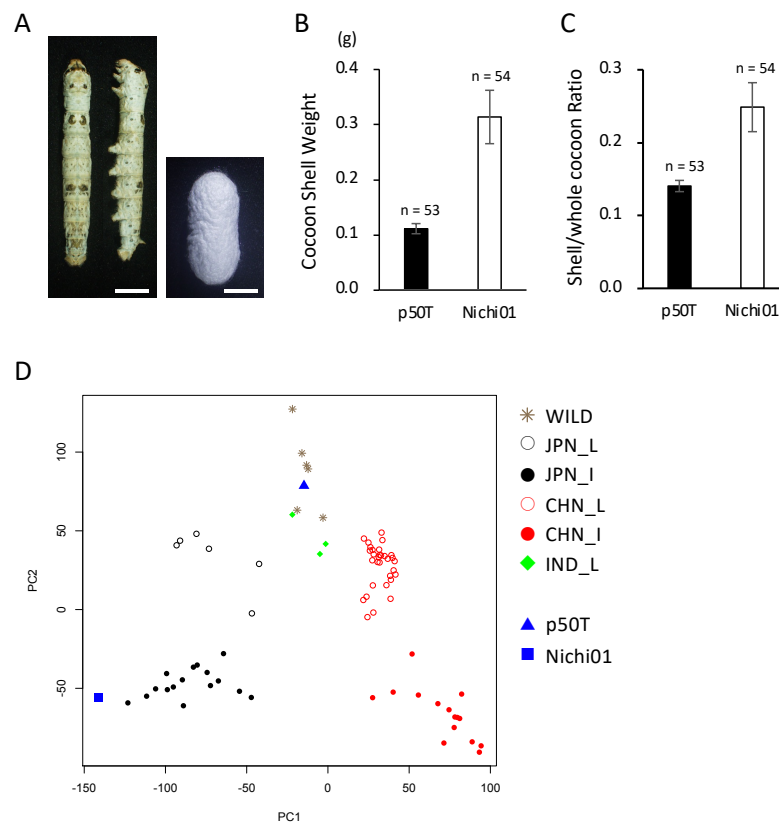 A
B
(g)
Cocoon Shell Weight
0.4
0.3
0.2
0.1
0.0
n = 53
n = 54
p50T
Nichi01
C
Shell/whole cocoon Ratio
0.3
0.2
0.1
0.0
n = 53
n = 54
p50T
Nichi01
D
PC2
100
50
0
-50
-150
-100
-50
0
50
100
PC1
WILD
JPN_L
JPN_I
CHN_L
CHN_I
IND_L
p50T
Nichi01